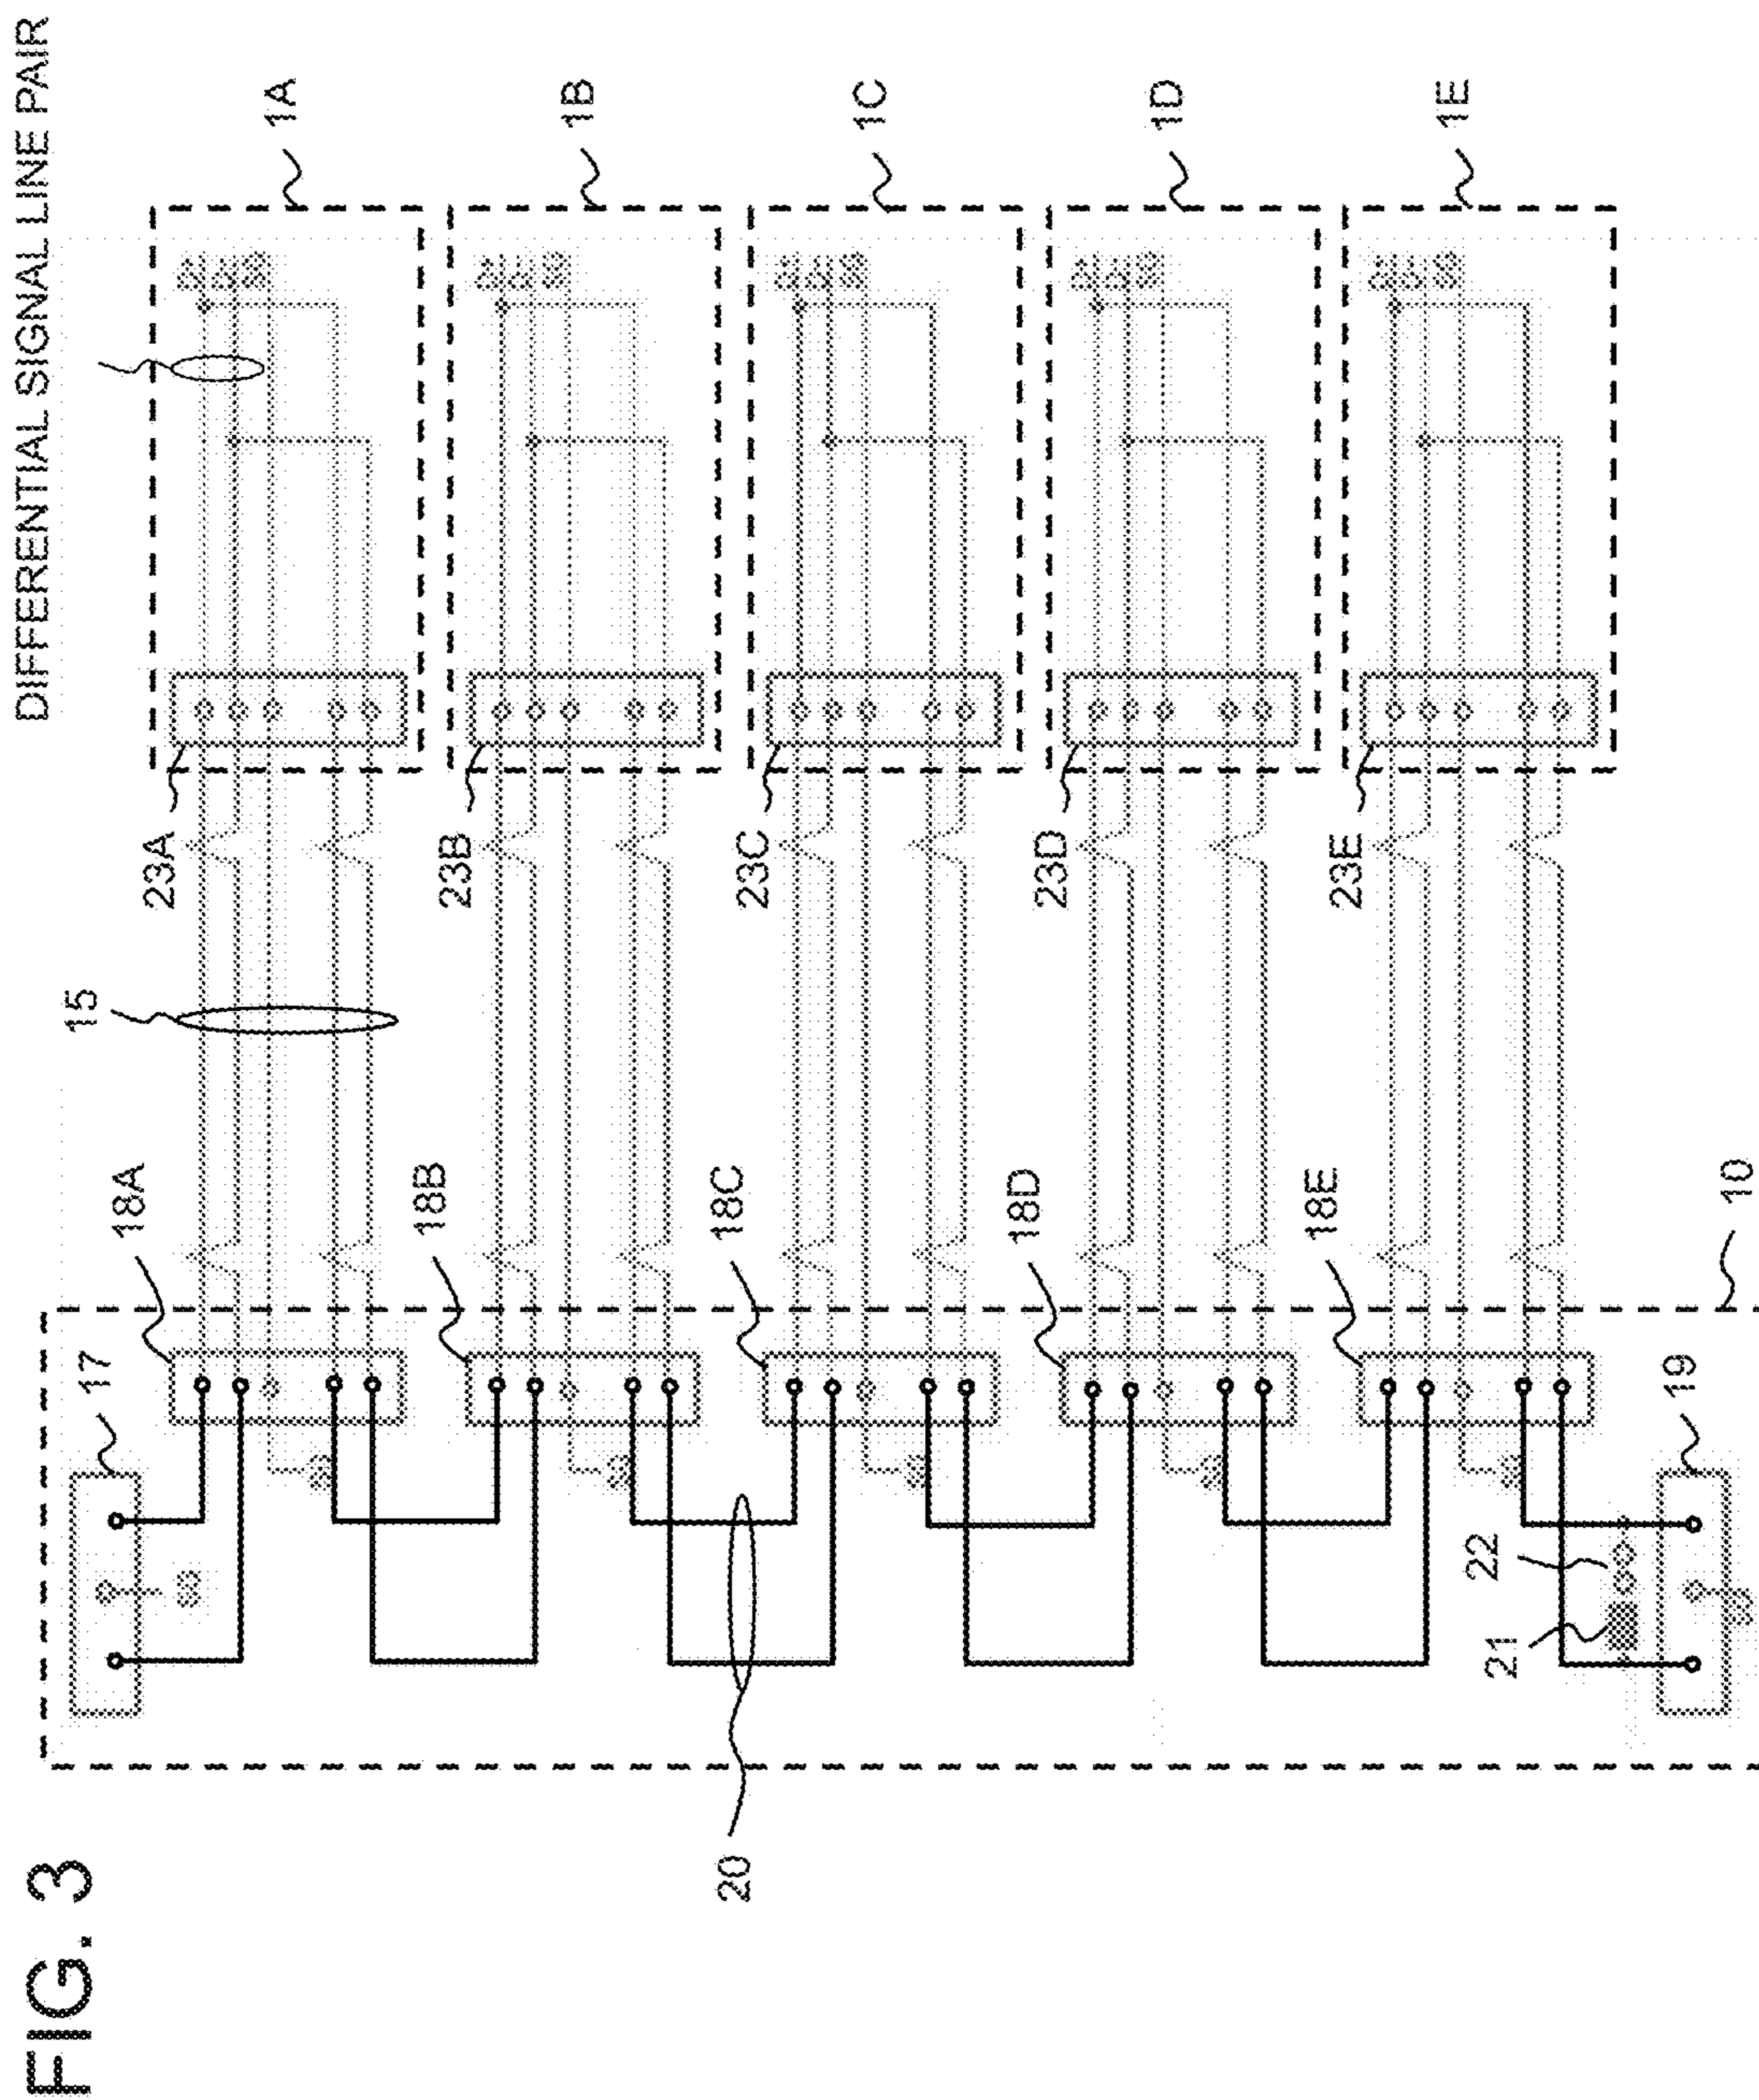 FIG. 3
DIFFERENTIAL SIGNAL LINE PAIR
1A
1B
1C
1D
1E
23A
23B
23C
23D
23E
15
18A
18B
18C
18D
18E
10
17
19
20
21
22